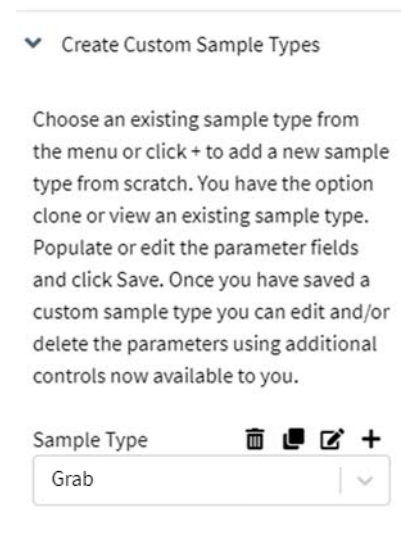 Create Custom Sample Types
Choose an existing sample type from
the menu or click + to add a new sample
type from scratch. You have the option
clone or view an existing sample type.
Populate or edit the parameter fields
and click Save. Once you have saved a
custom sample type you can edit and/or
delete the parameters using additional
controls now available to you.
Sample Type
Grab